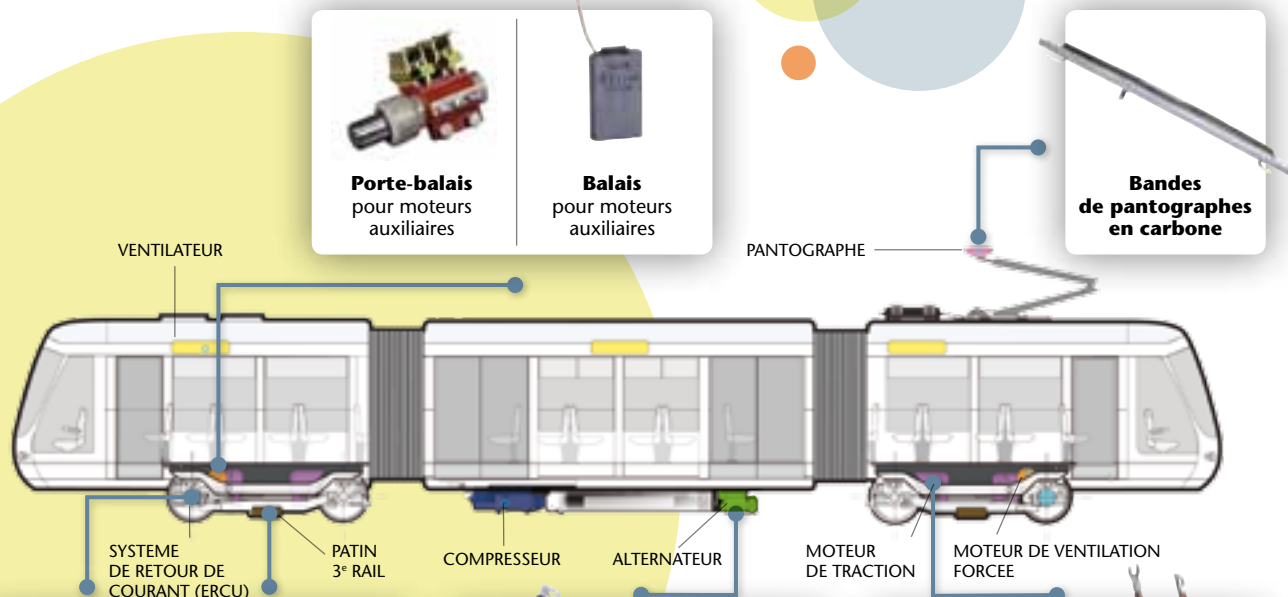 Porte-balais
pour moteurs
auxiliaires
Balais
pour moteurs
auxiliaires
Bandes
de pantographes
en carbone
VENTILATEUR
PANTOGRAPHE
SYSTEME
DE RETOUR DE
COURANT (ERCU)
PATIN
3e RAIL
COMPRESSEUR
ALTERNATEUR
MOTEUR
DE TRACTION
MOTEUR DE VENTILATION
FORCEE